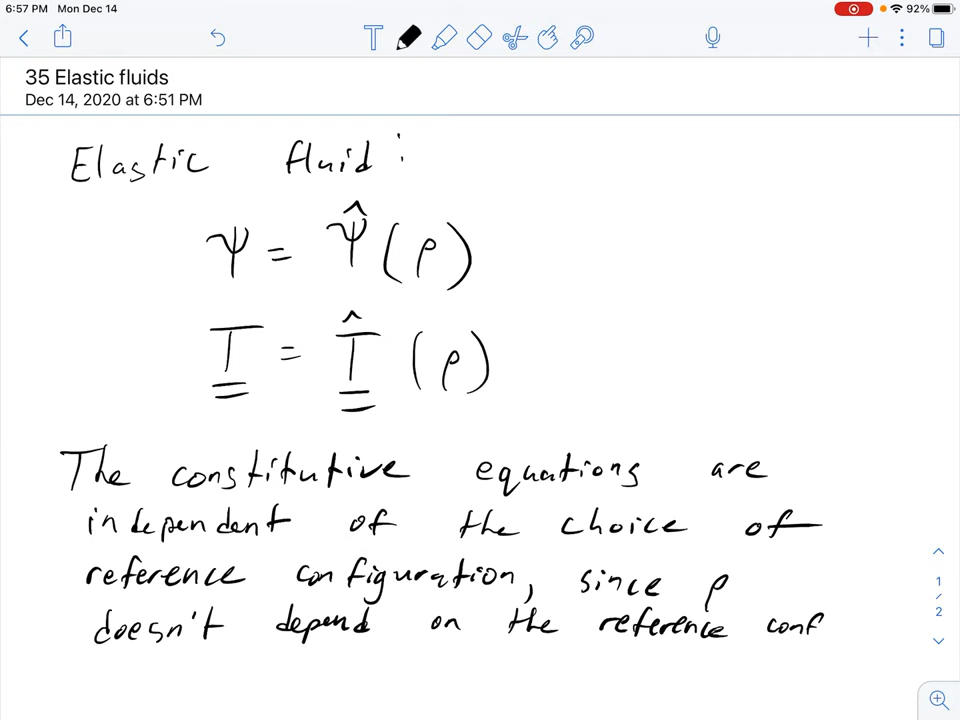 6:57 PM Mon Dec 14 92%
T
35 Elastic fluids
Dec 14, 2020 at 6:51 PM
Elastic fluid:
ψ = ψ̂(ρ)
T = T̂(ρ)
The constitutive equations are
independent of the choice of
reference configuration, since ρ
doesn't depend on the reference conf
1
/
2